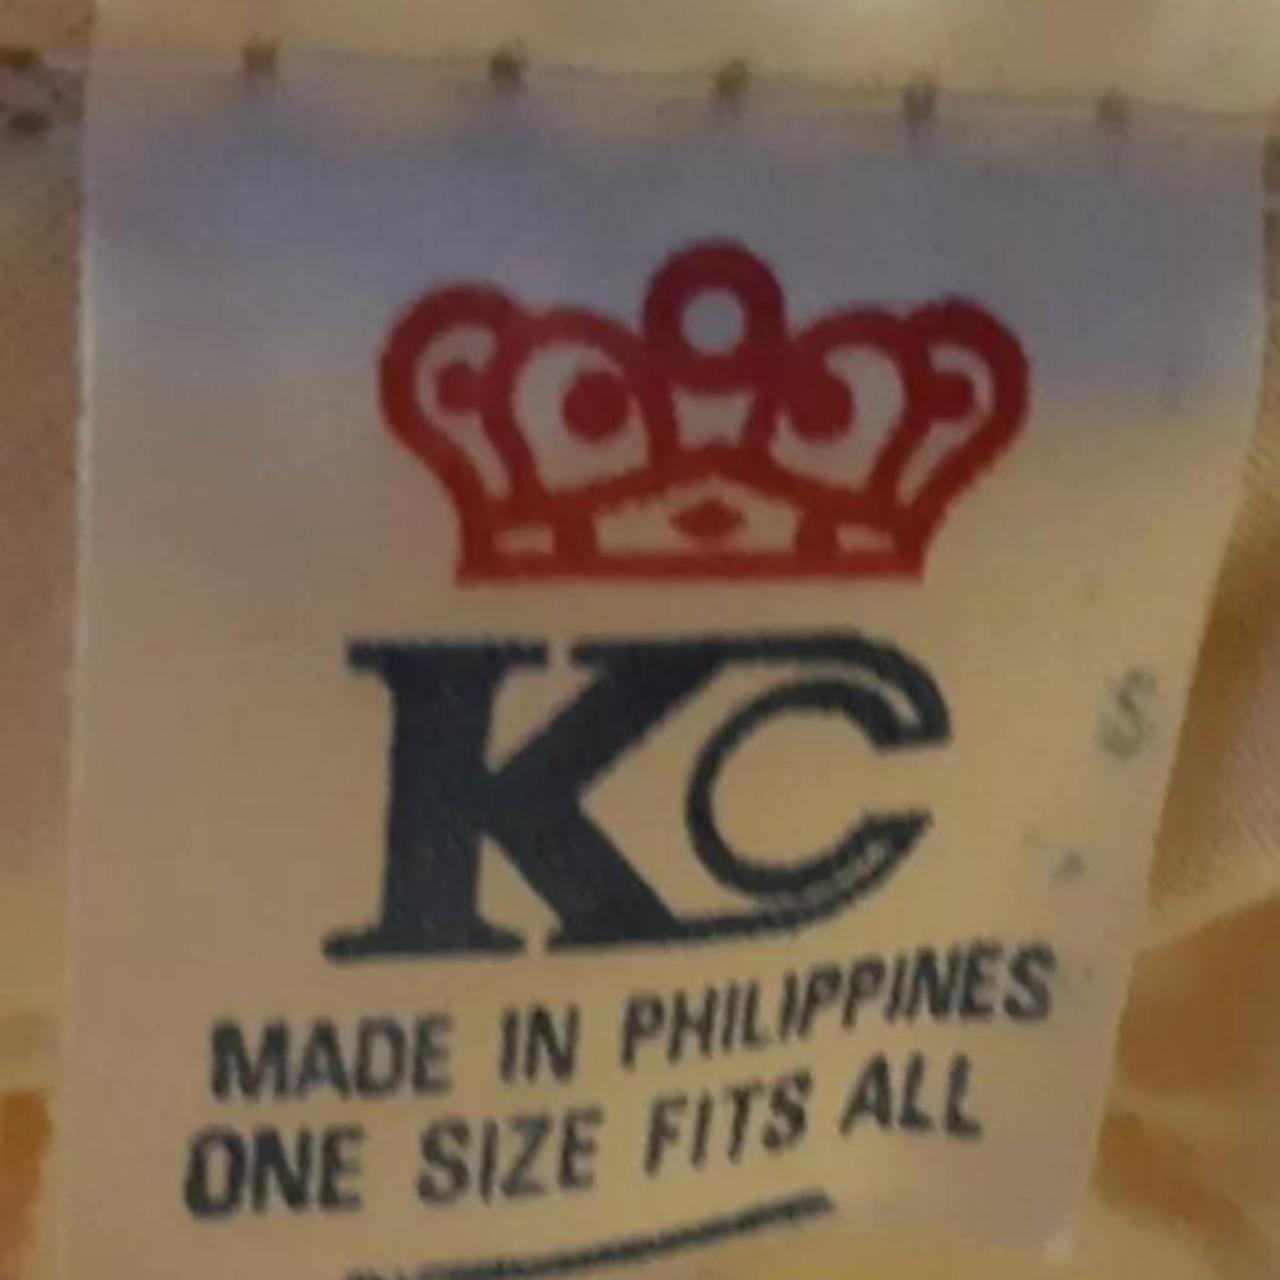 KC
MADE IN PHILIPPINES
ONE SIZE FITS ALL